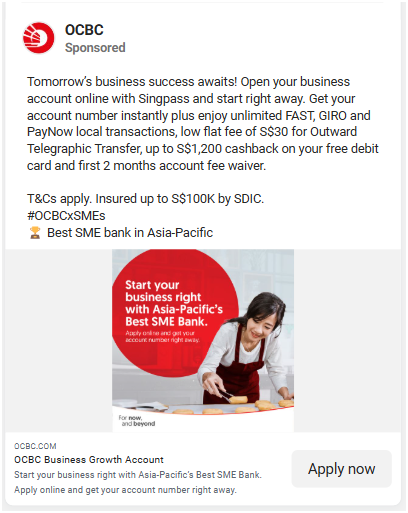 OCBC
Sponsored
Tomorrow's business success awaits! Open your business
account online with Singpass and start right away. Get your
account number instantly plus enjoy unlimited FAST, GIRO and
PayNow local transactions, low flat fee of S$30 for Outward
Telegraphic Transfer, up to S$1,200 cashback on your free debit
card and first 2 months account fee waiver.
T&Cs apply. Insured up to S$100K by SDIC.
#OCBCxSMEs
🏆 Best SME bank in Asia-Pacific
Start your
business right
with Asia-Pacific's
Best SME Bank.
Apply online and get your
account number right away.
For now,
and beyond
OCBC.COM
OCBC Business Growth Account
Start your business right with Asia-Pacific's Best SME Bank.
Apply online and get your account number right away.
Apply now